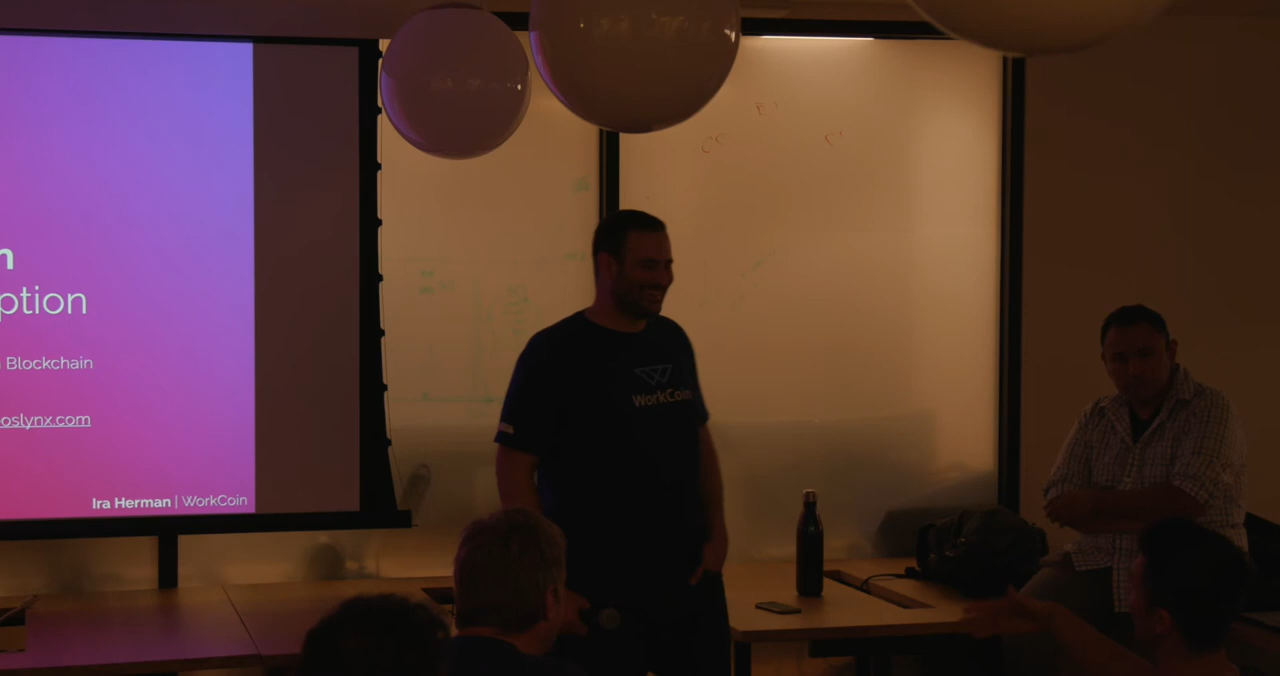 n
ption
Blockchain
oslynx.com
Ira Herman | WorkCoin
WorkCoin